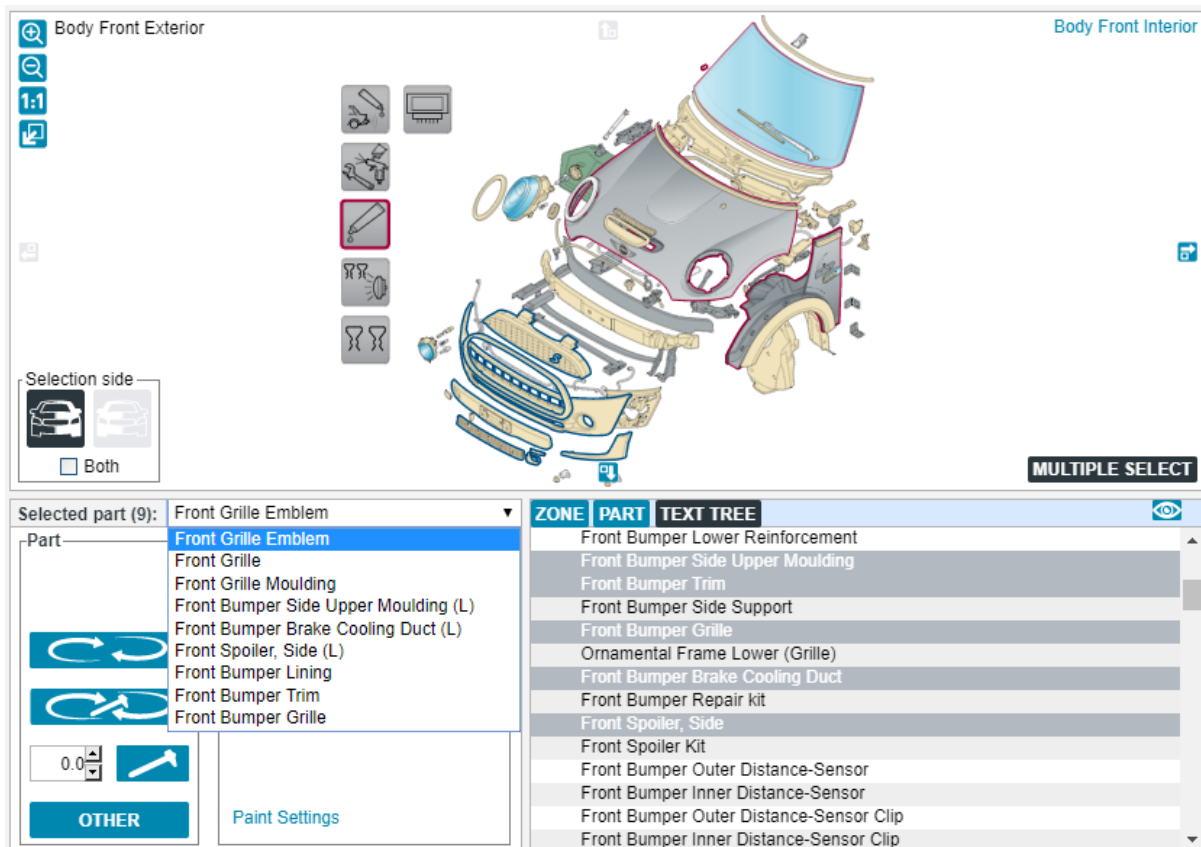 Body Front Exterior
Body Front Interior
1:1
Selection side
Both
MULTIPLE SELECT
Selected part (9):
Front Grille Emblem
Part
Front Grille Emblem
Front Grille
Front Grille Moulding
Front Bumper Side Upper Moulding (L)
Front Bumper Brake Cooling Duct (L)
Front Spoiler, Side (L)
Front Bumper Lining
Front Bumper Trim
Front Bumper Grille
0.0
OTHER
Paint Settings
ZONE
PART
TEXT TREE
Front Bumper Lower Reinforcement
Front Bumper Side Upper Moulding
Front Bumper Trim
Front Bumper Side Support
Front Bumper Grille
Ornamental Frame Lower (Grille)
Front Bumper Brake Cooling Duct
Front Bumper Repair kit
Front Spoiler, Side
Front Spoiler Kit
Front Bumper Outer Distance-Sensor
Front Bumper Inner Distance-Sensor
Front Bumper Outer Distance-Sensor Clip
Front Bumper Inner Distance-Sensor Clip